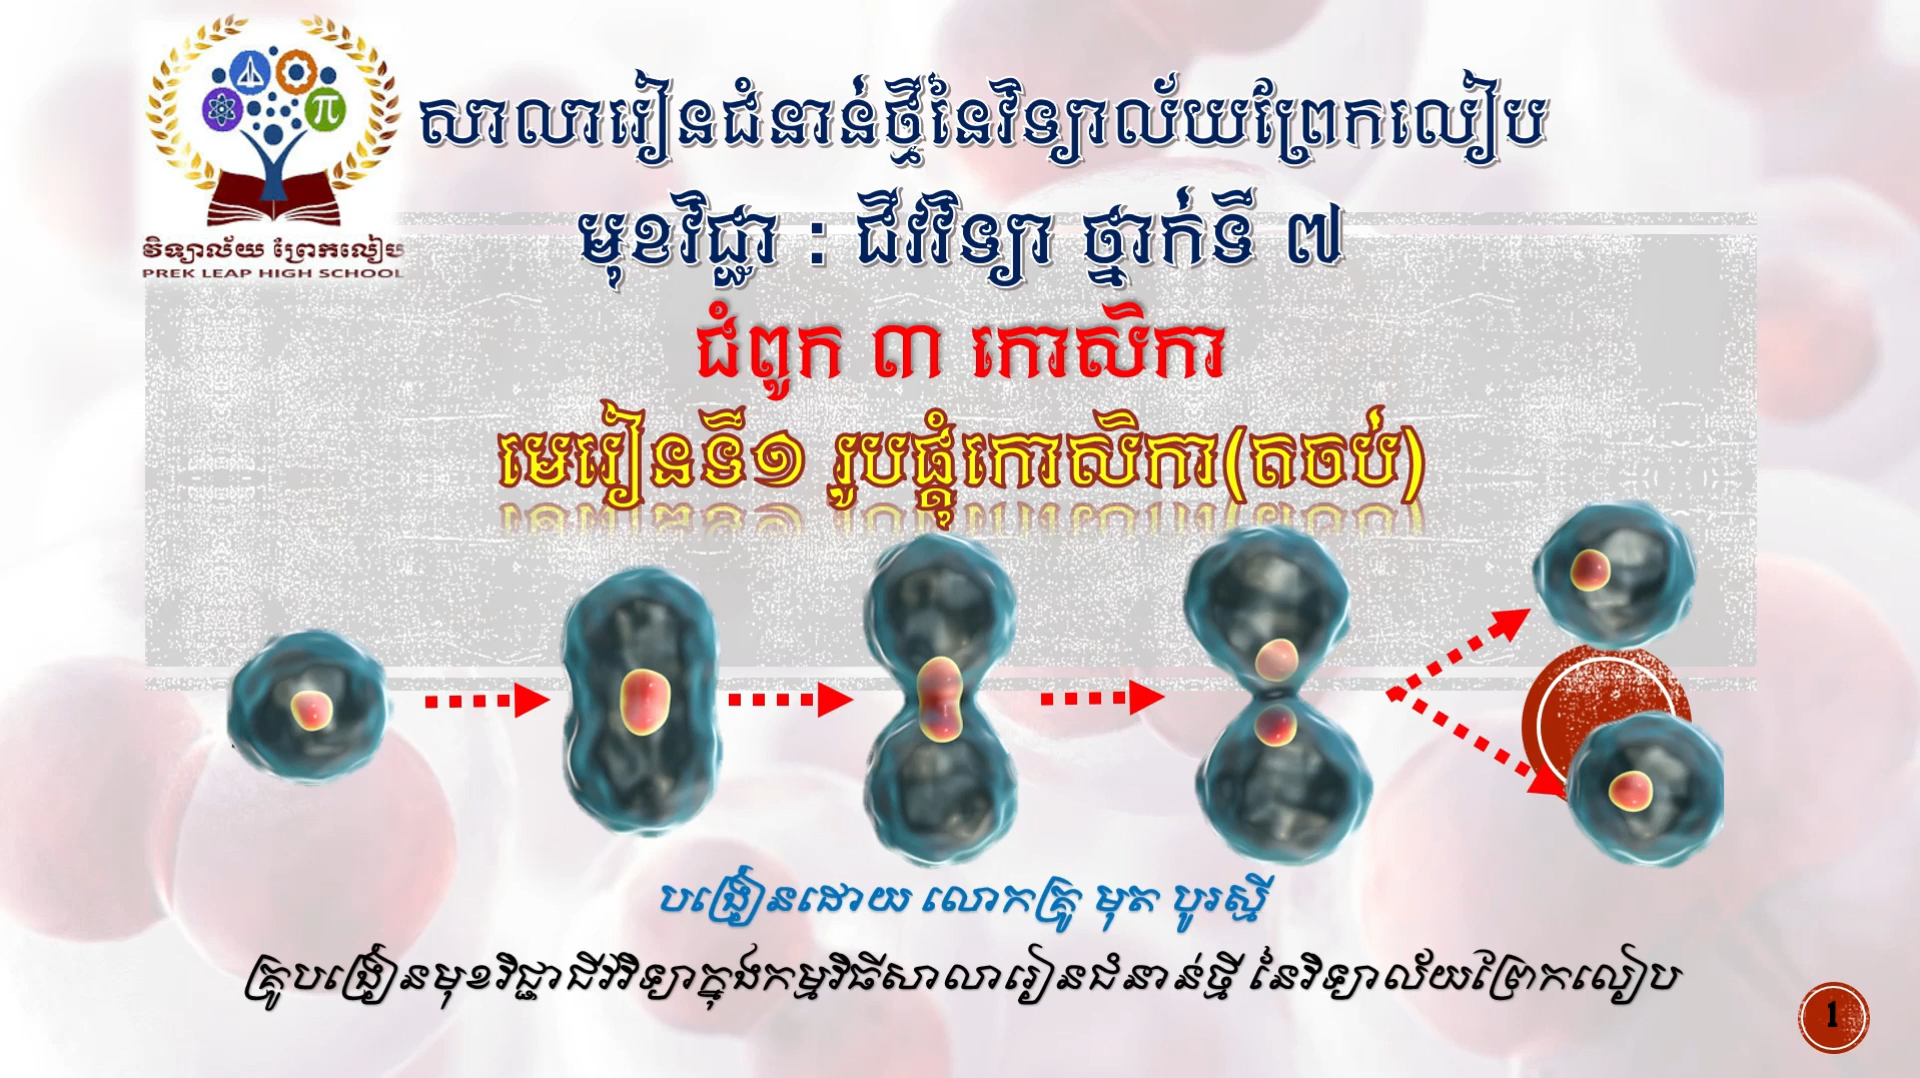 សាលារៀនជំនាន់ថ្មីនៃវិទ្យាល័យព្រែកលៀប
វិទ្យាល័យ ព្រែកលៀប
PREK LEAP HIGH SCHOOL
មុខវិជ្ជា : ជីវវិទ្យា ថ្នាក់ទី ៧
ជំពូក ៣ កោសិកា
មេរៀនទី១ រូបផ្តុំកោសិកា(តចប់)
បង្រៀនដោយ លោកគ្រូ មុត បូរស្មី
គ្រូបង្រៀនមុខវិជ្ជាជីវវិទ្យាក្នុងកម្មវិធីសាលារៀនជំនាន់ថ្មី នៃវិទ្យាល័យព្រែកលៀប
1